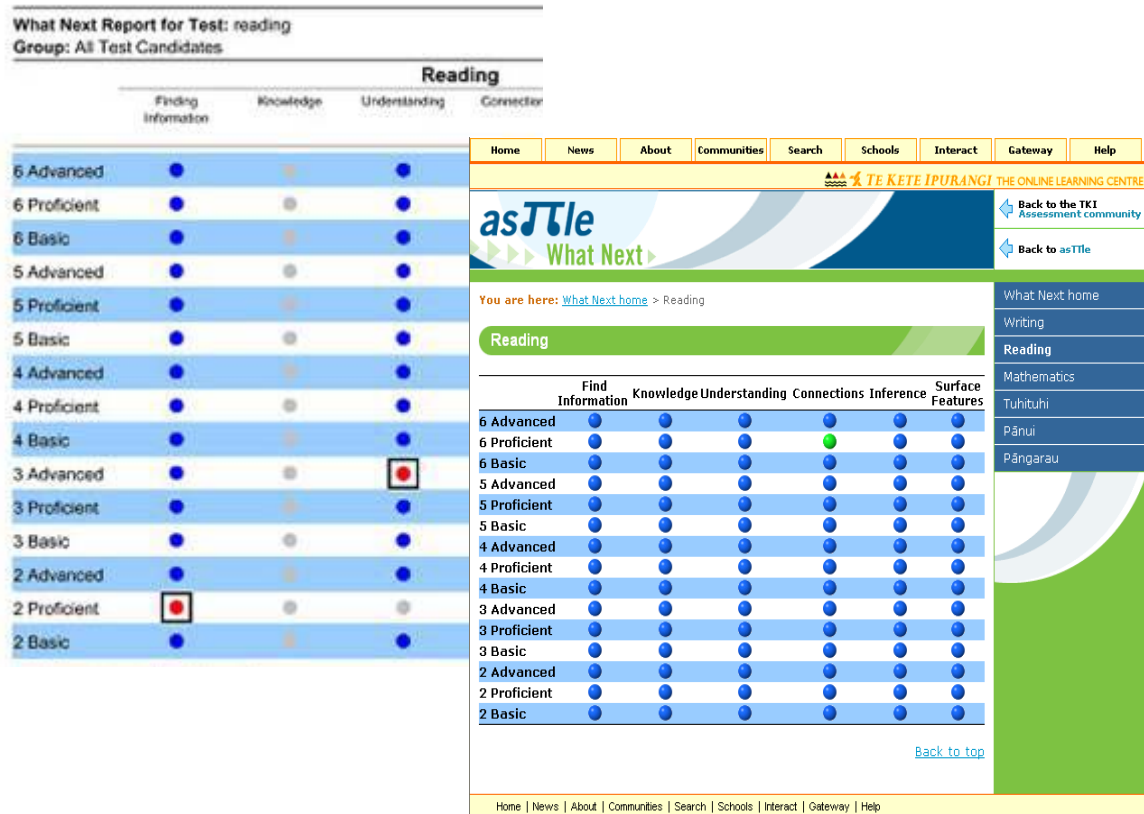 What Next Report for Test: reading
Group: All Test Candidates
Reading
Finding Information
Knowledge
Understanding
6 Advanced
6 Proficient
6 Basic
5 Advanced
5 Proficient
5 Basic
4 Advanced
4 Proficient
4 Basic
3 Advanced
3 Proficient
3 Basic
2 Advanced
2 Proficient
2 Basic
Home News About Communities Search Schools Interact Gateway Help
TE KETE IPURANGI THE ONLINE LEARNING CENTRE
asTTle
What Next
Back to the TKI
Assessment community
Back to asTTle
You are here: What Next home > Reading
Reading
Find Information Knowledge Understanding Connections Inference Surface Features
6 Advanced
6 Proficient
6 Basic
5 Advanced
5 Proficient
5 Basic
4 Advanced
4 Proficient
4 Basic
3 Advanced
3 Proficient
3 Basic
2 Advanced
2 Proficient
2 Basic
Back to top
What Next home
Writing
Reading
Mathematics
Tuhituhi
Pānui
Pāngarau
Home | News | About | Communities | Search | Schools | Interact | Gateway | Help